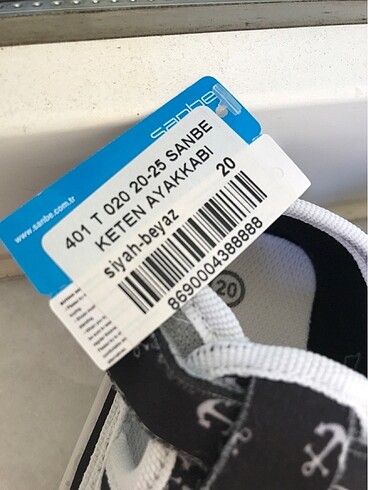 sanbe
www.sanbe.com.tr
401 T 020 20-25 SANBE
KETEN AYAKKABI
siyah-beyaz 20
8690004388888
20